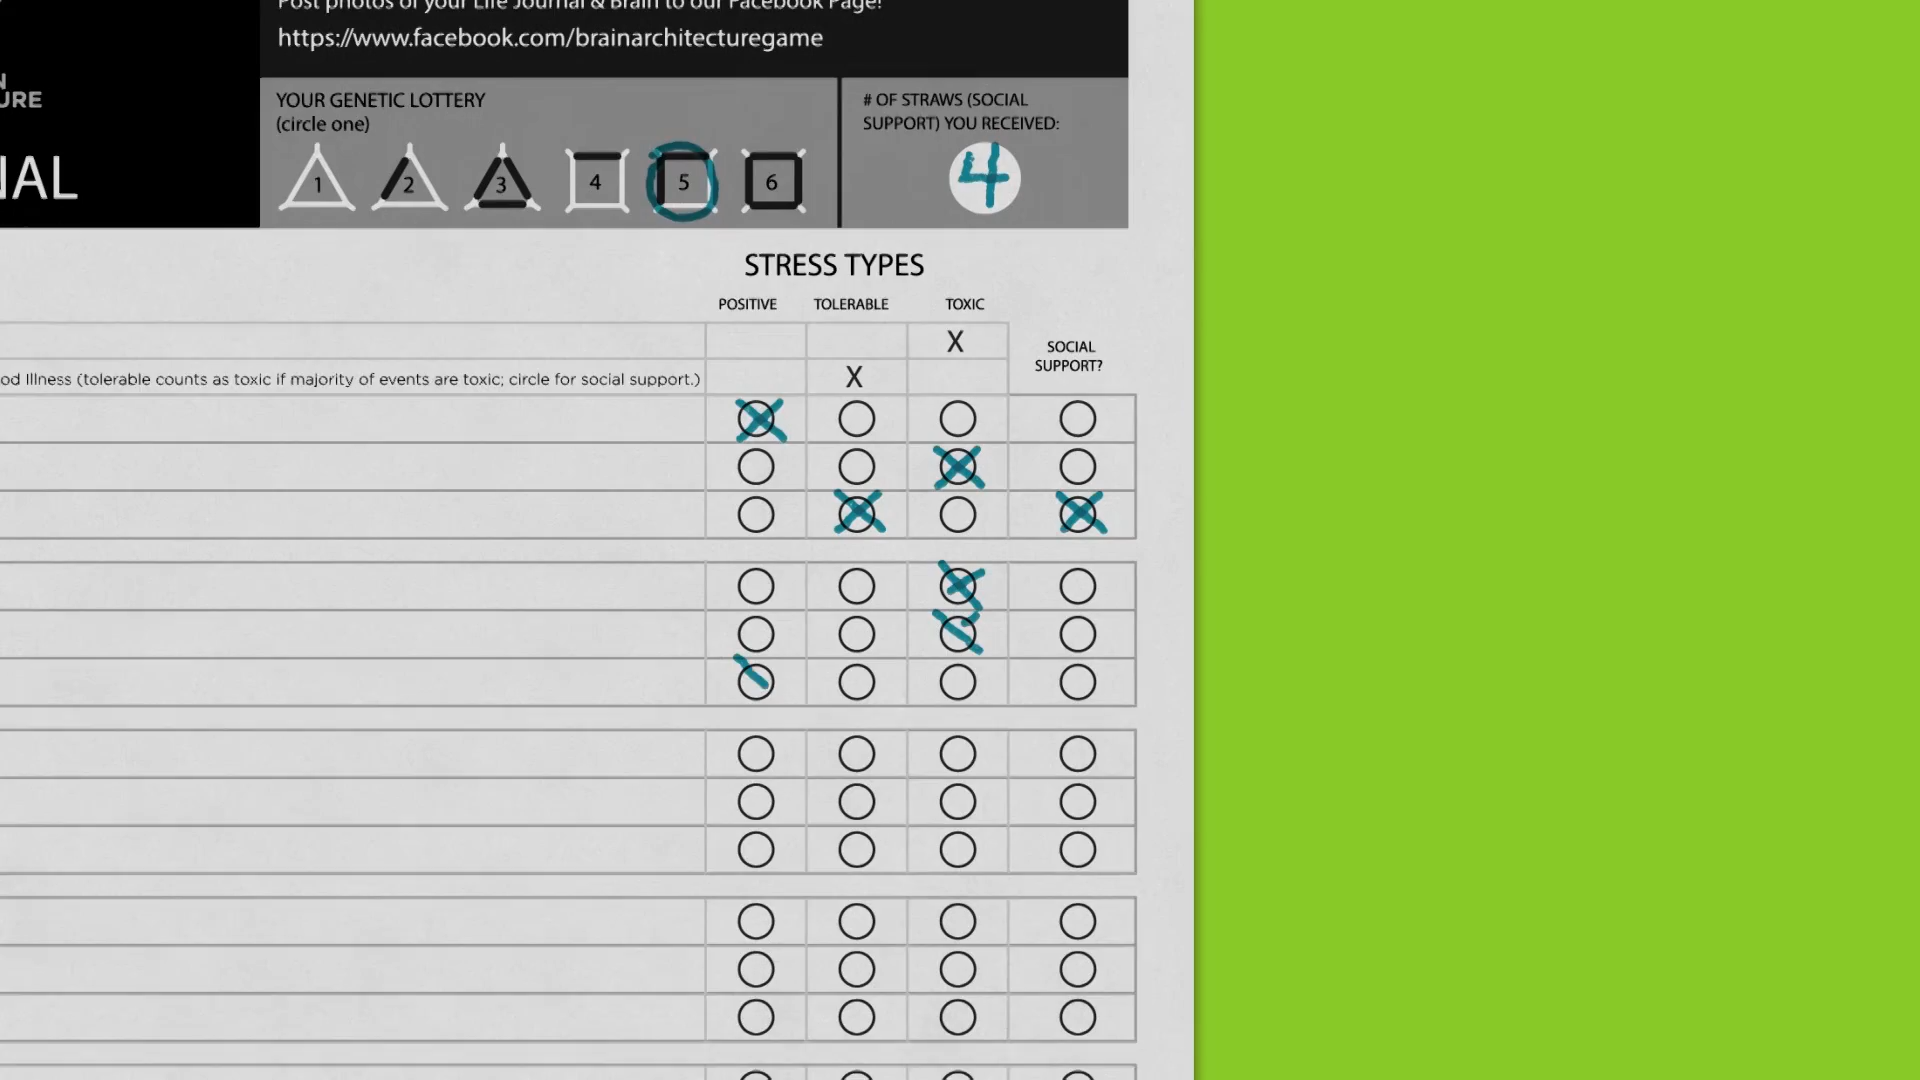 Post photos of your Life Journal & Brain to our Facebook Page!
https://www.facebook.com/brainarchitecturegame
YOUR GENETIC LOTTERY
(circle one)
1 2 3 4 5 6
# OF STRAWS (SOCIAL
SUPPORT) YOU RECEIVED:
4
STRESS TYPES
POSITIVE TOLERABLE TOXIC
X
SOCIAL
SUPPORT?
od Illness (tolerable counts as toxic if majority of events are toxic; circle for social support.)
X